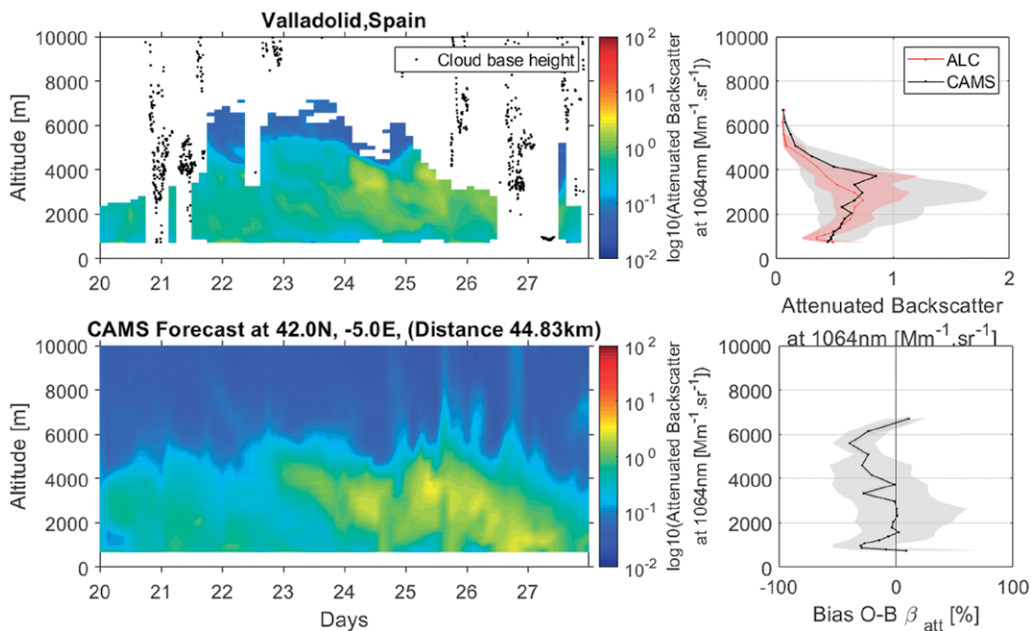 Valladolid,Spain
10000
8000
6000
4000
2000
0
Altitude [m]
Cloud base height
20 21 22 23 24 25 26 27
10^2
10^1
10^0
10^-1
10^-2
log10(Attenuated Backscatter
at 1064nm [Mm^-1.sr^-1])
10000
8000
6000
4000
2000
0
ALC
CAMS
0 1 2
Attenuated Backscatter
at 1064nm [Mm^-1.sr^-1]
CAMS Forecast at 42.0N, -5.0E, (Distance 44.83km)
10000
8000
6000
4000
2000
0
Altitude [m]
20 21 22 23 24 25 26 27
Days
10^2
10^1
10^0
10^-1
10^-2
log10(Attenuated Backscatter
at 1064nm [Mm^-1.sr^-1])
10000
8000
6000
4000
2000
0
-100 0 100
Bias O-B β att [%]